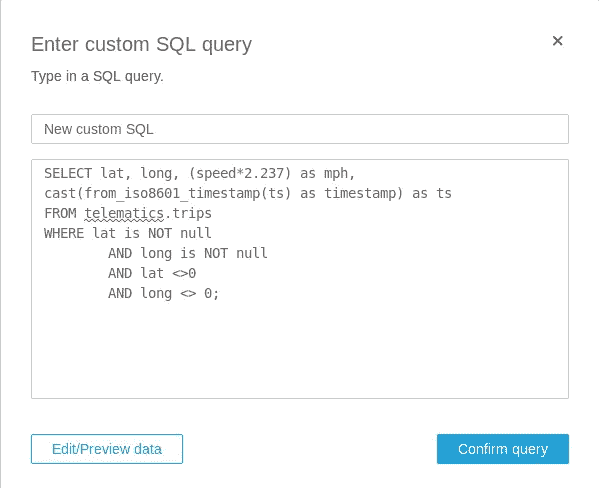 Enter custom SQL query
Type in a SQL query.
New custom SQL
SELECT lat, long, (speed*2.237) as mph,
cast(from_iso8601_timestamp(ts) as timestamp) as ts
FROM telematics.trips
WHERE lat is NOT null
AND long is NOT null
AND lat <>0
AND long <> 0;
Edit/Preview data
Confirm query